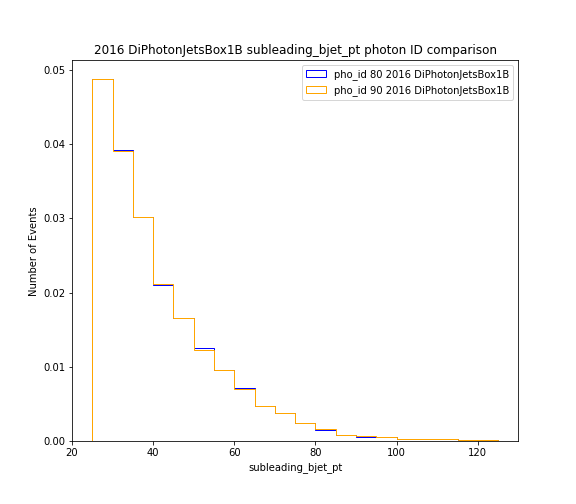 2016 DiPhotonJetsBox1B subleading_bjet_pt photon ID comparison
pho_id 80 2016 DiPhotonJetsBox1B
pho_id 90 2016 DiPhotonJetsBox1B
Number of Events
0.05
0.04
0.03
0.02
0.01
0.00
20 40 60 80 100 120
subleading_bjet_pt